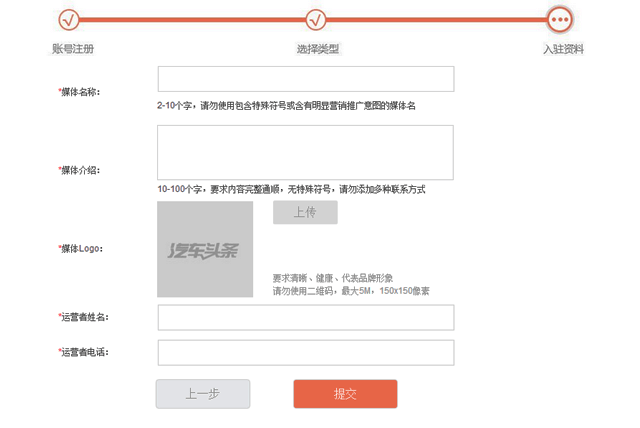 账号注册 选择类型 入驻资料
*媒体名称：
2-10个字，请勿使用包含特殊符号或含有明显营销推广意图的媒体名
*媒体介绍：
10-100个字，要求内容完整通顺，无特殊符号，请勿添加多种联系方式
上传
*媒体Logo：
汽车头条
要求清晰、健康、代表品牌形象
请勿使用二维码，最大5M，150x150像素
*运营者姓名：
*运营者电话：
上一步 提交